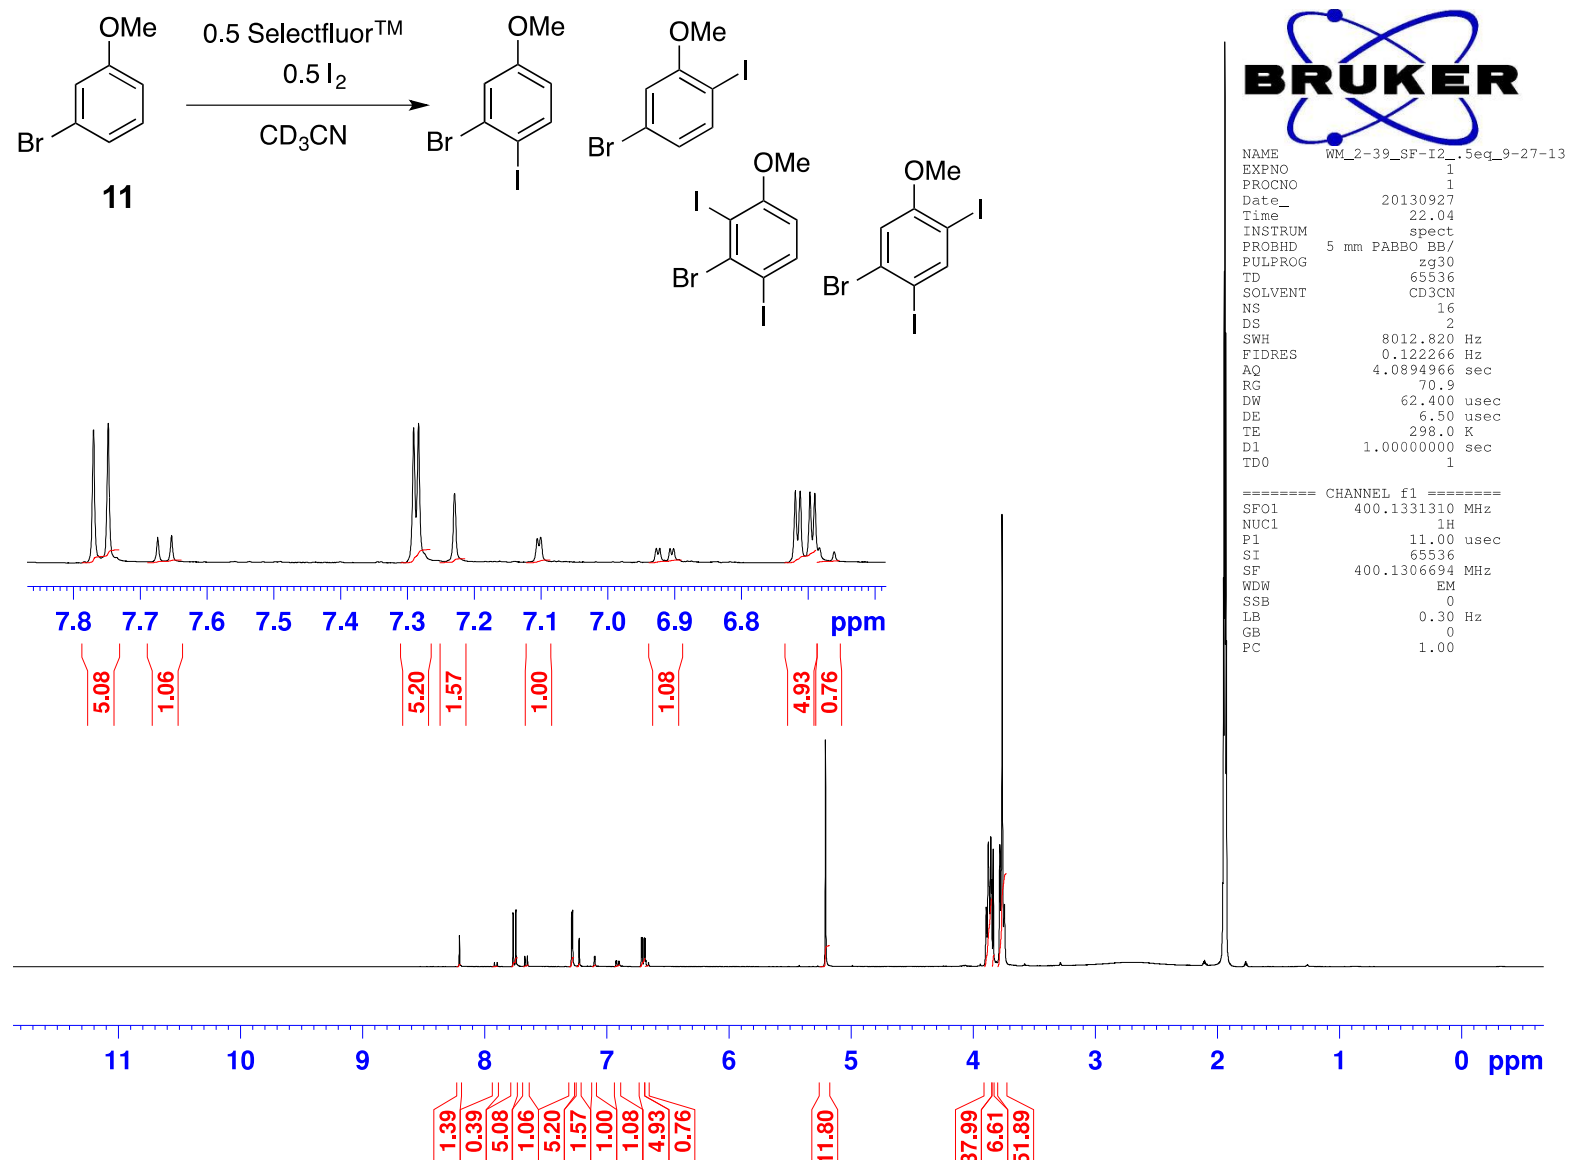 OMe
0.5 Selectfluor™
0.5 I2
CD3CN
Br
11
OMe
Br
I
OMe
I
Br
OMe
I
Br
I
OMe
I
Br
I
BRUKER
NAME WM_2-39_SF-I2_.5eq_9-27-13
EXPNO 1
PROCNO 1
Date_ 20130927
Time 22.04
INSTRUM spect
PROBHD 5 mm PABBO BB/
PULPROG zg30
TD 65536
SOLVENT CD3CN
NS 16
DS 2
SWH 8012.820 Hz
FIDRES 0.122266 Hz
AQ 4.0894966 sec
RG 70.9
DW 62.400 usec
DE 6.50 usec
TE 298.0 K
D1 1.00000000 sec
TD0 1
======== CHANNEL f1 ========
SFO1 400.1331310 MHz
NUC1 1H
P1 11.00 usec
SI 65536
SF 400.1306694 MHz
WDW EM
SSB 0
LB 0.30 Hz
GB 0
PC 1.00
7.8 7.7 7.6 7.5 7.4 7.3 7.2 7.1 7.0 6.9 6.8 ppm
5.08 1.06 5.20 1.57 1.00 1.08 4.93 0.76
11 10 9 8 7 6 5 4 3 2 1 0 ppm
1.39 0.39 5.08 1.06 5.20 1.57 1.00 1.08 4.93 0.76 11.80 37.99 6.61 51.89